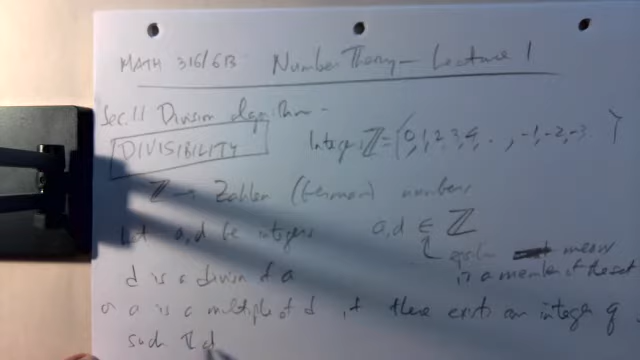 MATH 316/613 Number Theory - Lecture 1
Sec. 1.1 Division algorithm -
DIVISIBILITY Integers ℤ = {0, 1, 2, 3, 4, . . , -1, -2, -3 }
ℤ → Zahlen (German) numbers
Let a, d be integers a, d ∈ ℤ
means
d is a divisor of a is a member of the set
or a is a multiple of d, if there exists an integer q
such